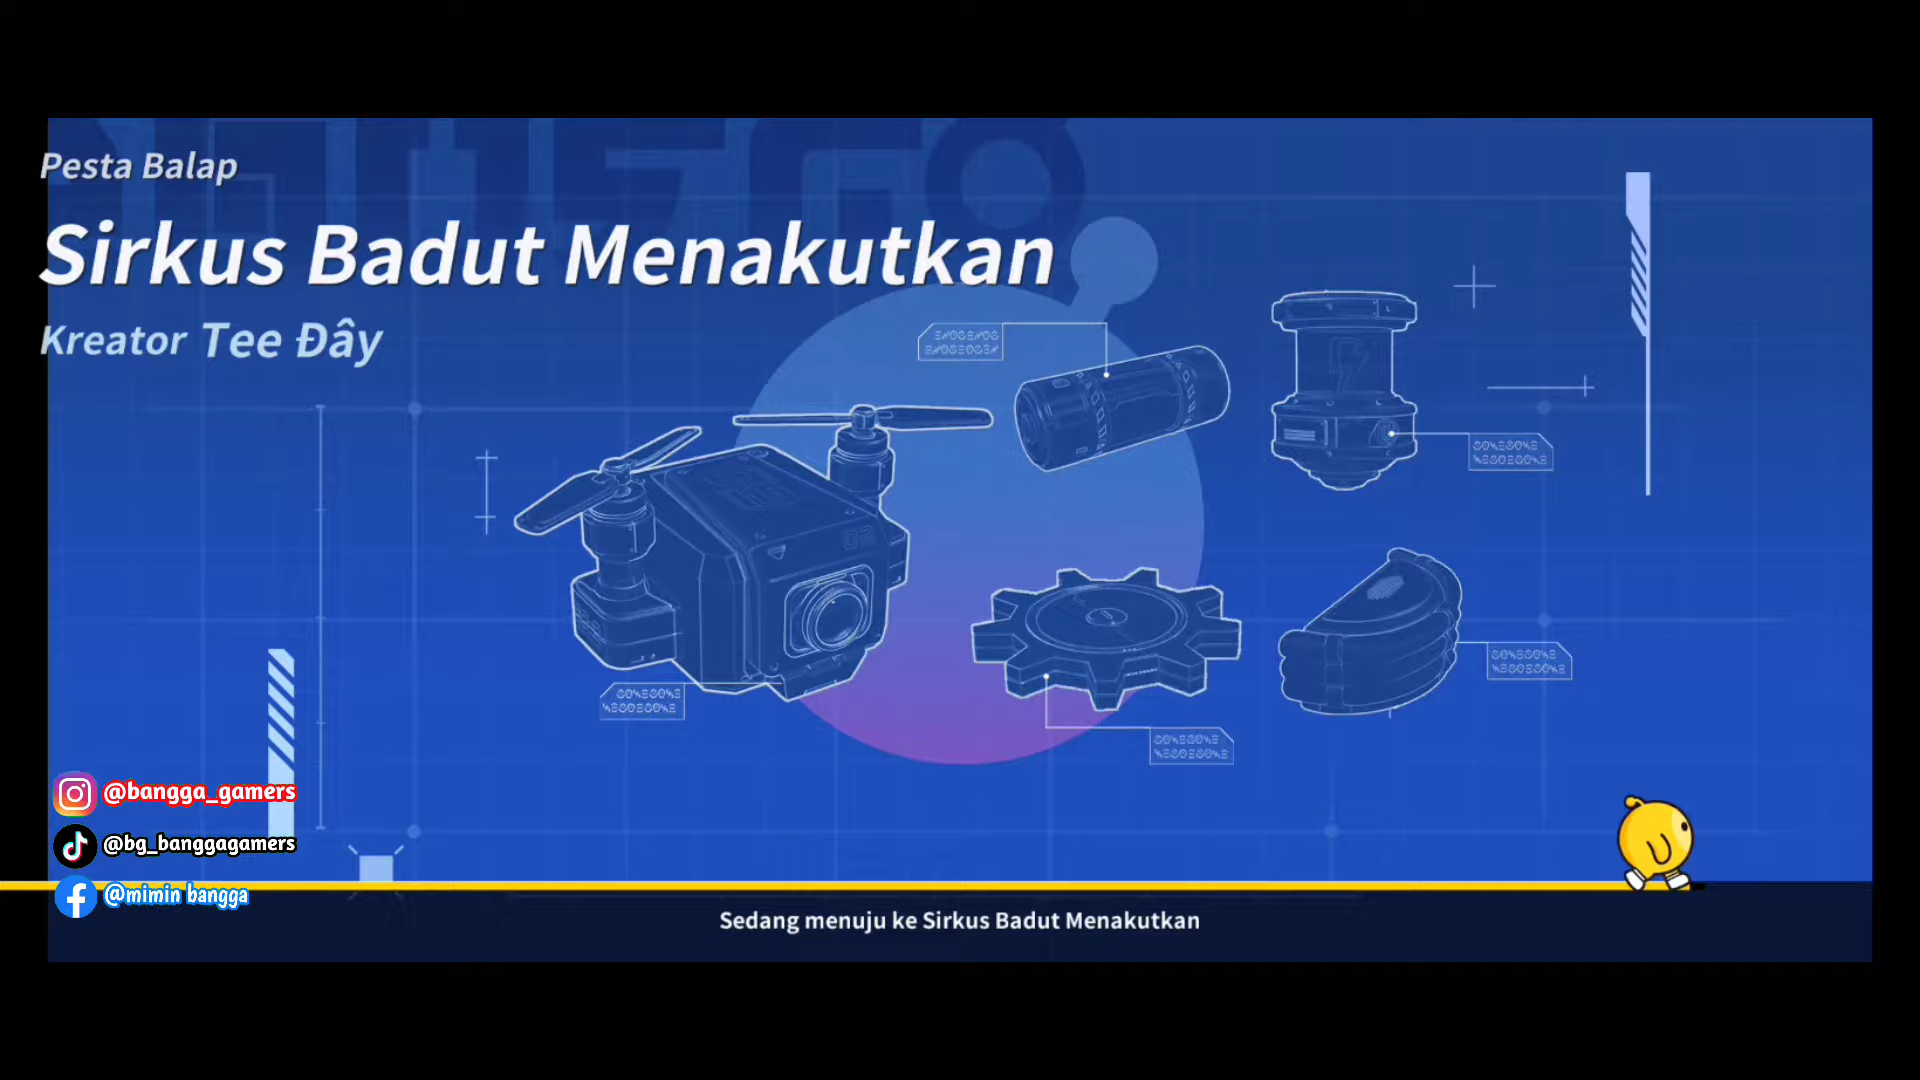 Pesta Balap
Sirkus Badut Menakutkan
Kreator Tee Đây
@bangga_gamers
@bg_banggagamers
@mimin bangga
Sedang menuju ke Sirkus Badut Menakutkan